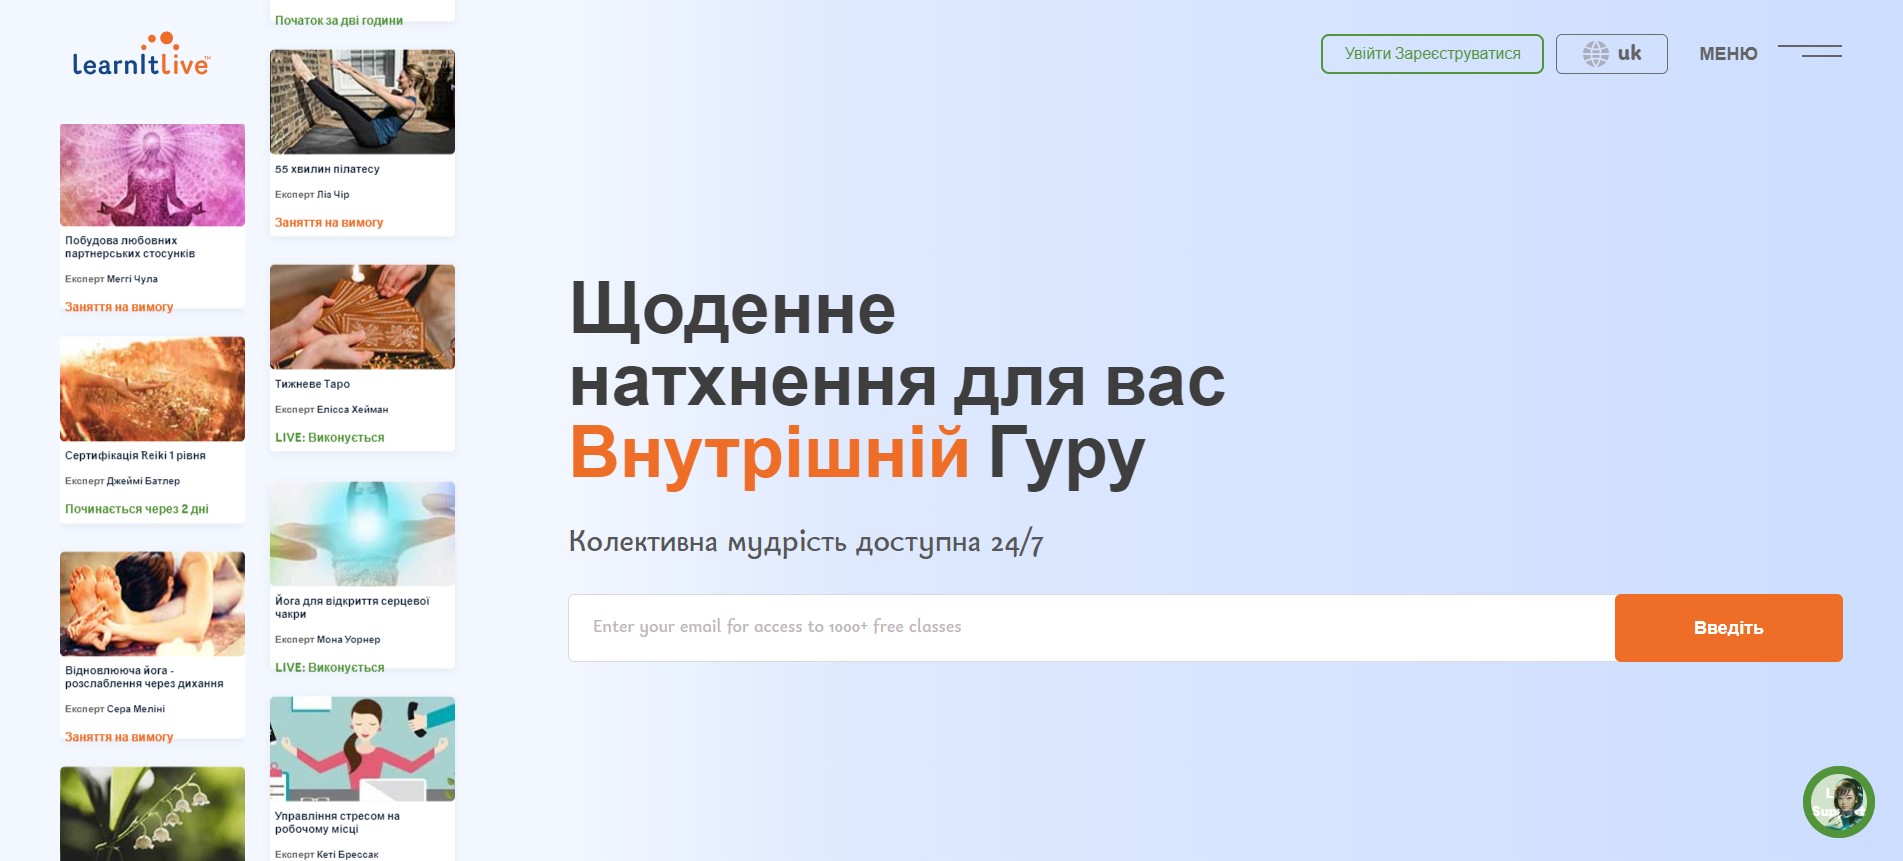 learnItlive™
Увійти Зареєструватися
uk
МЕНЮ
Побудова любовних
партнерських стосунків
Експерт Меггі Чула
Заняття на вимогу
Сертифікація Reiki 1 рівня
Експерт Джеймі Батлер
Починається через 2 дні
Відновлююча йога -
розслаблення через дихання
Експерт Сера Меліні
Заняття на вимогу
Початок за дві години
55 хвилин пілатесу
Експерт Ліз Чір
Заняття на вимогу
Тижневе Таро
Експерт Елісса Хейман
LIVE: Виконується
Йога для відкриття серцевої
чакри
Експерт Мона Уорнер
LIVE: Виконується
Управління стресом на
робочому місці
Експерт Кеті Брессак
Щоденне
натхнення для вас
Внутрішній Гуру
Колективна мудрість доступна 24/7
Enter your email for access to 1000+ free classes
Введіть